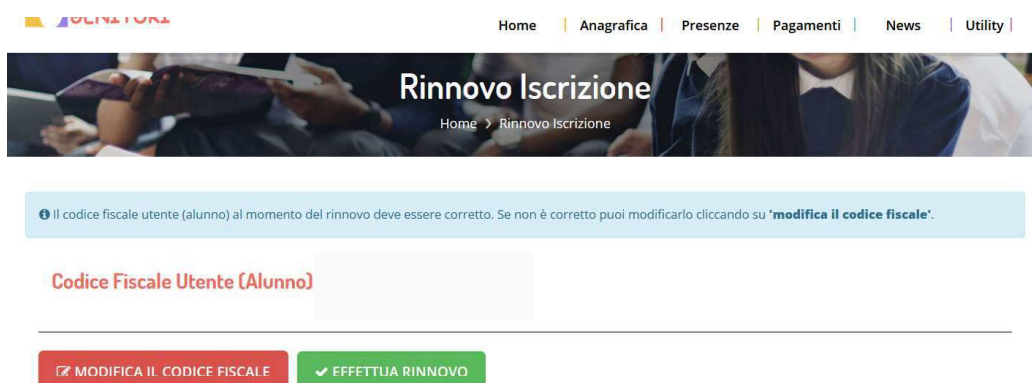 GENITORI
Home | Anagrafica | Presenze | Pagamenti | News | Utility |
Rinnovo Iscrizione
Home > Rinnovo Iscrizione
Il codice fiscale utente (alunno) al momento del rinnovo deve essere corretto. Se non è corretto puoi modificarlo cliccando su 'modifica il codice fiscale'.
Codice Fiscale Utente (Alunno)
MODIFICA IL CODICE FISCALE EFFETTUA RINNOVO